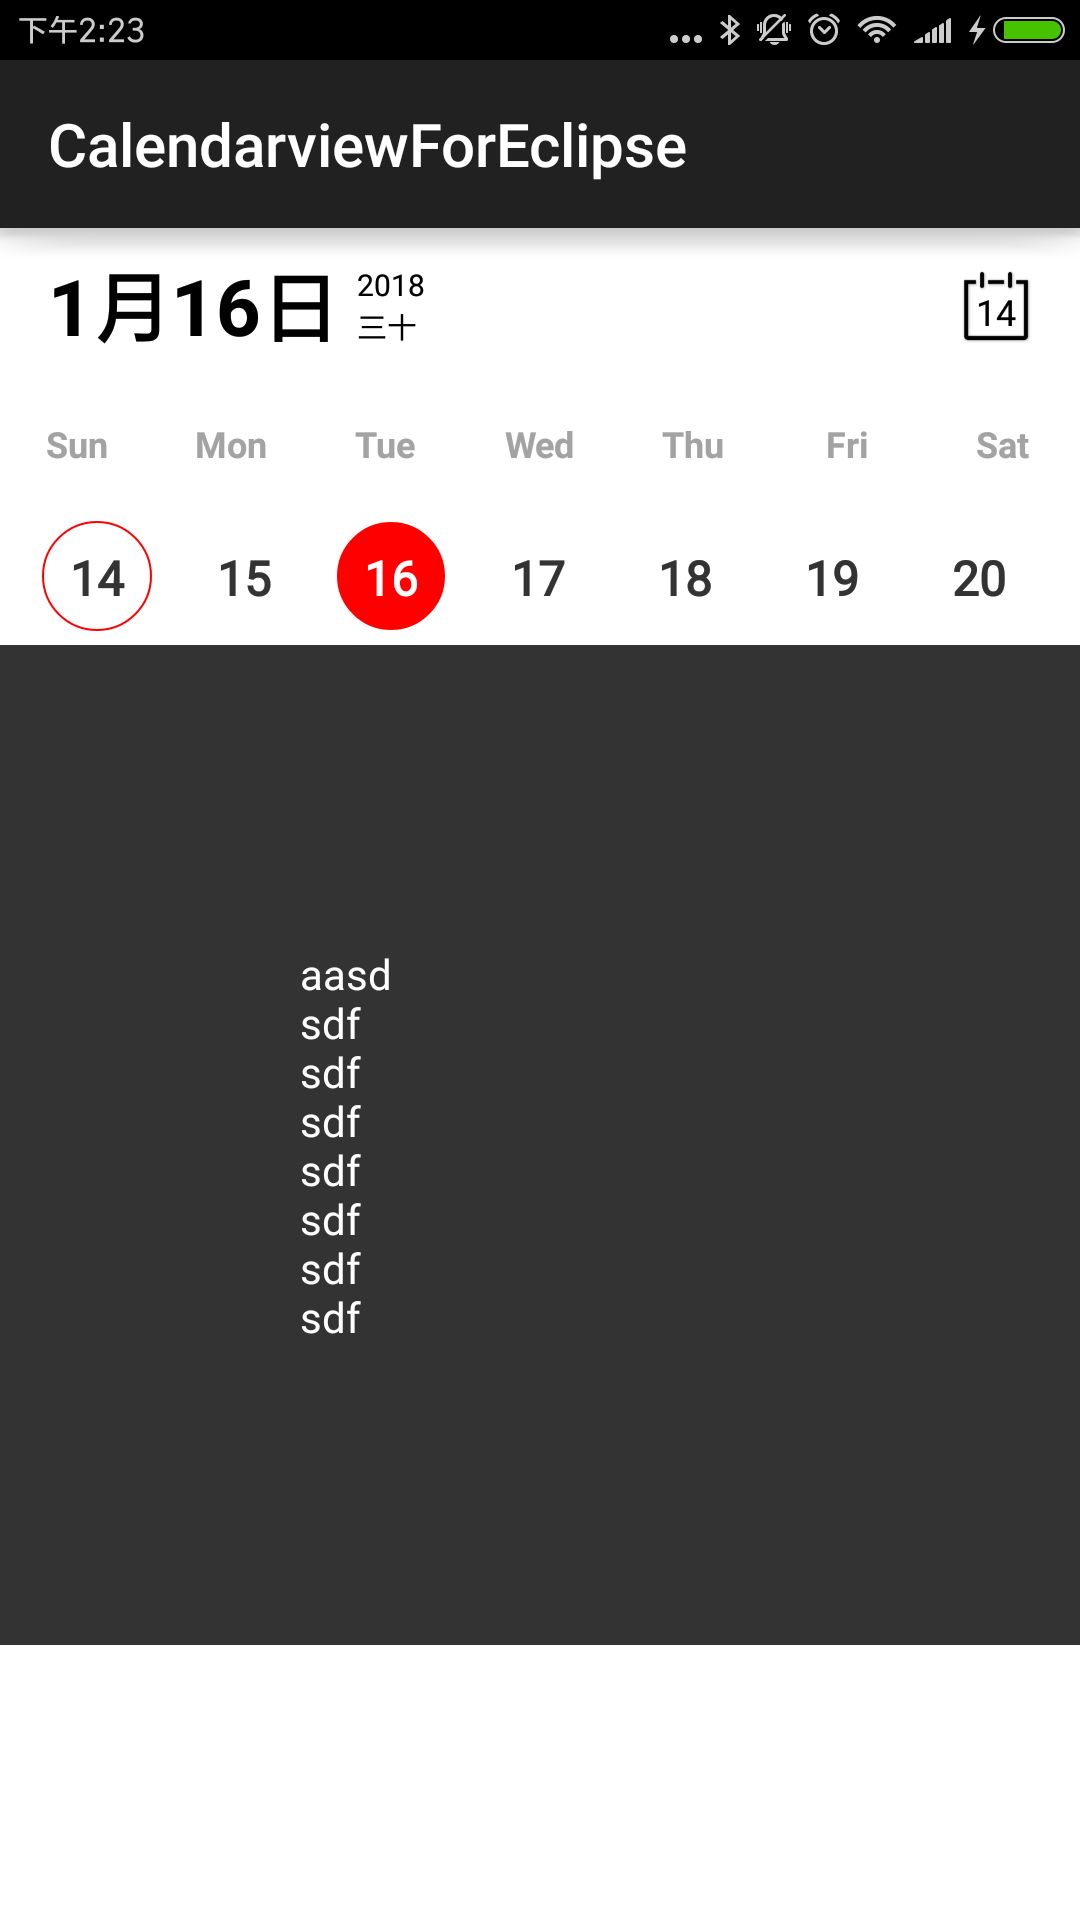 下午2:23
CalendarviewForEclipse
1月16日 2018
三十
14
Sun Mon Tue Wed Thu Fri Sat
14 15 16 17 18 19 20
aasd
sdf
sdf
sdf
sdf
sdf
sdf
sdf